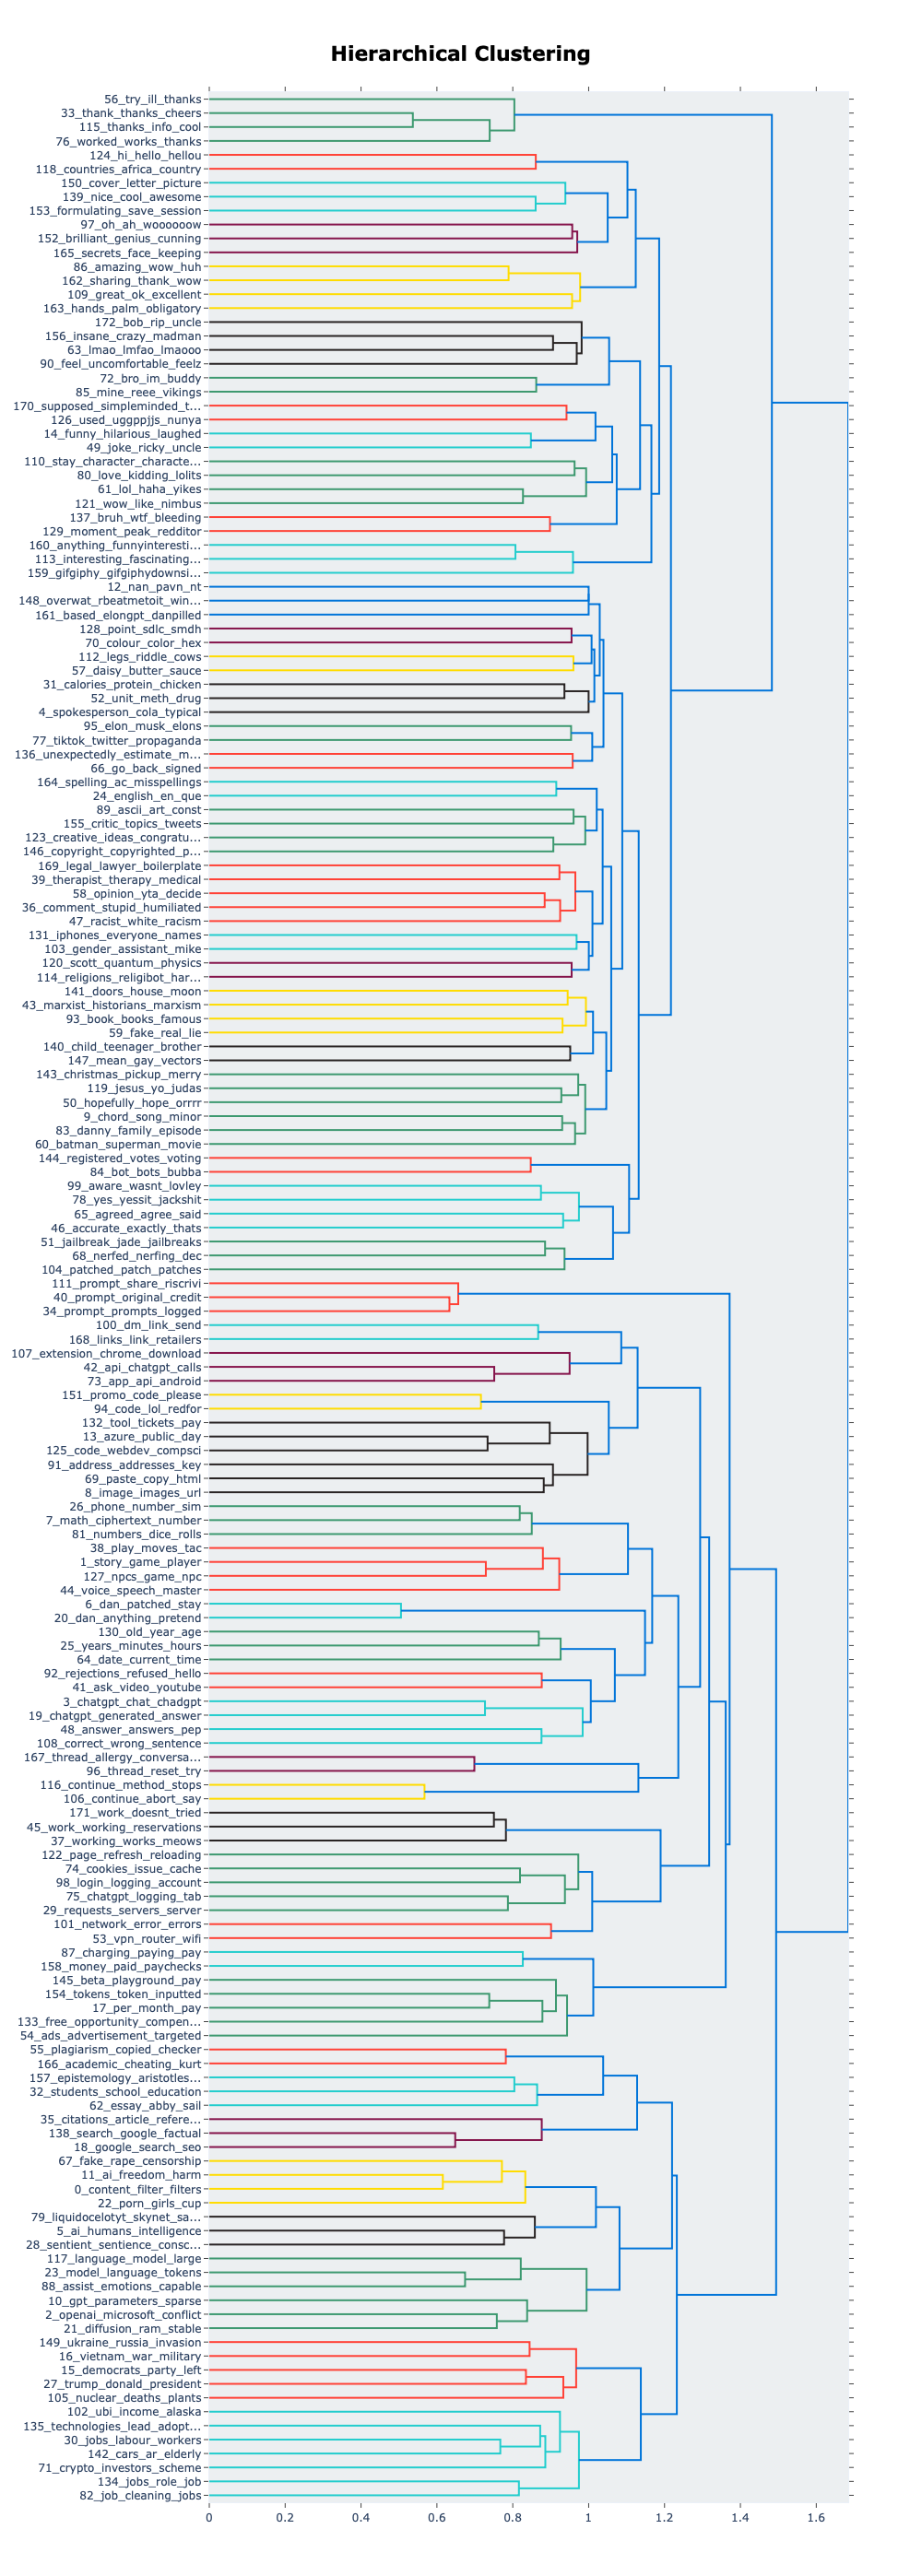 Hierarchical Clustering
56_try_ill_thanks
33_thank_thanks_cheers
115_thanks_info_cool
76_worked_works_thanks
124_hi_hello_hellou
118_countries_africa_country
150_cover_letter_picture
139_nice_cool_awesome
153_formulating_save_session
97_oh_ah_woooooow
152_brilliant_genius_cunning
165_secrets_face_keeping
86_amazing_wow_huh
162_sharing_thank_wow
109_great_ok_excellent
163_hands_palm_obligatory
172_bob_rip_uncle
156_insane_crazy_madman
63_lmao_lmfao_lmaooo
90_feel_uncomfortable_feelz
72_bro_im_buddy
85_mine_reee_vikings
170_supposed_simpleminded_t...
126_used_uggppjjs_nunya
14_funny_hilarious_laughed
49_joke_ricky_uncle
110_stay_character_characte...
80_love_kidding_lolits
61_lol_haha_yikes
121_wow_like_nimbus
137_bruh_wtf_bleeding
129_moment_peak_redditor
160_anything_funnyinteresti...
113_interesting_fascinating...
159_gifgiphy_gifgiphydownsi...
12_nan_pavn_nt
148_overwat_rbeatmetoit_win...
161_based_elongpt_danpilled
128_point_sdlc_smdh
70_colour_color_hex
112_legs_riddle_cows
57_daisy_butter_sauce
31_calories_protein_chicken
52_unit_meth_drug
4_spokesperson_cola_typical
95_elon_musk_elons
77_tiktok_twitter_propaganda
136_unexpectedly_estimate_m...
66_go_back_signed
164_spelling_ac_misspellings
24_english_en_que
89_ascii_art_const
155_critic_topics_tweets
123_creative_ideas_congratu...
146_copyright_copyrighted_p...
169_legal_lawyer_boilerplate
39_therapist_therapy_medical
58_opinion_yta_decide
36_comment_stupid_humiliated
47_racist_white_racism
131_iphones_everyone_names
103_gender_assistant_mike
120_scott_quantum_physics
114_religions_religibot_har...
141_doors_house_moon
43_marxist_historians_marxism
93_book_books_famous
59_fake_real_lie
140_child_teenager_brother
147_mean_gay_vectors
143_christmas_pickup_merry
119_jesus_yo_judas
50_hopefully_hope_orrrr
9_chord_song_minor
83_danny_family_episode
60_batman_superman_movie
144_registered_votes_voting
84_bot_bots_bubba
99_aware_wasnt_lovley
78_yes_yessit_jackshit
65_agreed_agree_said
46_accurate_exactly_thats
51_jailbreak_jade_jailbreaks
68_nerfed_nerfing_dec
104_patched_patch_patches
111_prompt_share_riscrivi
40_prompt_original_credit
34_prompt_prompts_logged
100_dm_link_send
168_links_link_retailers
107_extension_chrome_download
42_api_chatgpt_calls
73_app_api_android
151_promo_code_please
94_code_lol_redfor
132_tool_tickets_pay
13_azure_public_day
125_code_webdev_compsci
91_address_addresses_key
69_paste_copy_html
8_image_images_url
26_phone_number_sim
7_math_ciphertext_number
81_numbers_dice_rolls
38_play_moves_tac
1_story_game_player
127_npcs_game_npc
44_voice_speech_master
6_dan_patched_stay
20_dan_anything_pretend
130_old_year_age
25_years_minutes_hours
64_date_current_time
92_rejections_refused_hello
41_ask_video_youtube
3_chatgpt_chat_chadgpt
19_chatgpt_generated_answer
48_answer_answers_pep
108_correct_wrong_sentence
167_thread_allergy_conversa...
96_thread_reset_try
116_continue_method_stops
106_continue_abort_say
171_work_doesnt_tried
45_work_working_reservations
37_working_works_meows
122_page_refresh_reloading
74_cookies_issue_cache
98_login_logging_account
75_chatgpt_logging_tab
29_requests_servers_server
101_network_error_errors
53_vpn_router_wifi
87_charging_paying_pay
158_money_paid_paychecks
145_beta_playground_pay
154_tokens_token_inputted
17_per_month_pay
133_free_opportunity_compen...
54_ads_advertisement_targeted
55_plagiarism_copied_checker
166_academic_cheating_kurt
157_epistemology_aristotles...
32_students_school_education
62_essay_abby_sail
35_citations_article_refere...
138_search_google_factual
18_google_search_seo
67_fake_rape_censorship
11_ai_freedom_harm
0_content_filter_filters
22_porn_girls_cup
79_liquidocelotyt_skynet_sa...
5_ai_humans_intelligence
28_sentient_sentience_consc...
117_language_model_large
23_model_language_tokens
88_assist_emotions_capable
10_gpt_parameters_sparse
2_openai_microsoft_conflict
21_diffusion_ram_stable
149_ukraine_russia_invasion
16_vietnam_war_military
15_democrats_party_left
27_trump_donald_president
105_nuclear_deaths_plants
102_ubi_income_alaska
135_technologies_lead_adopt...
30_jobs_labour_workers
142_cars_ar_elderly
71_crypto_investors_scheme
134_jobs_role_job
82_job_cleaning_jobs
0 0.2 0.4 0.6 0.8 1 1.2 1.4 1.6